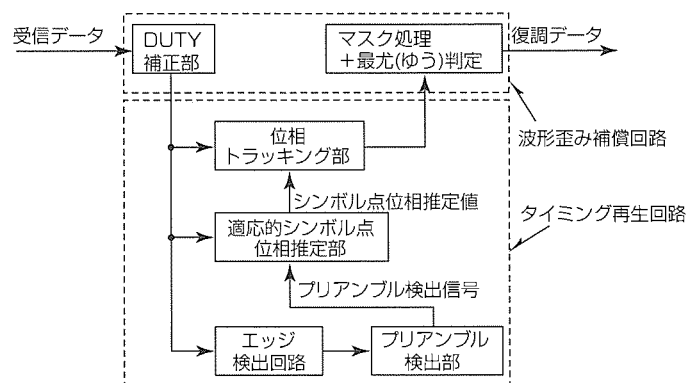 受信データ
DUTY
補正部
マスク処理
＋最尤(ゆう)判定
復調データ
波形歪み補償回路
位相
トラッキング部
シンボル点位相推定値
タイミング再生回路
適応的シンボル点
位相推定部
プリアンブル検出信号
エッジ
検出回路
プリアンブル
検出部